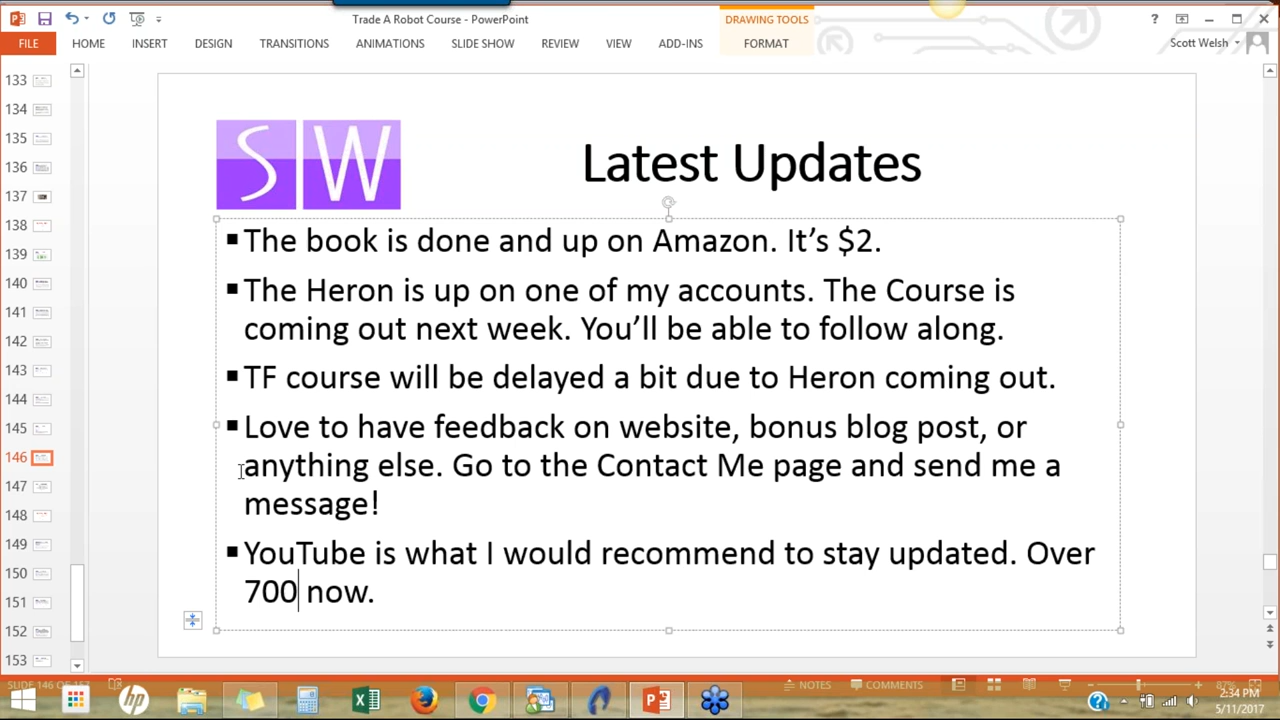 Trade A Robot Course - PowerPoint
DRAWING TOOLS
FILE HOME INSERT DESIGN TRANSITIONS ANIMATIONS SLIDE SHOW REVIEW VIEW ADD-INS FORMAT
Scott Welsh
133
134
135
136
137
138
139
140
141
142
143
144
145
146
147
148
149
150
151
152
153
SW
Latest Updates
The book is done and up on Amazon. It’s $2.
The Heron is up on one of my accounts. The Course is
coming out next week. You’ll be able to follow along.
TF course will be delayed a bit due to Heron coming out.
Love to have feedback on website, bonus blog post, or
anything else. Go to the Contact Me page and send me a
message!
YouTube is what I would recommend to stay updated. Over
700 now.
NOTES COMMENTS
2:34 PM
5/11/2017